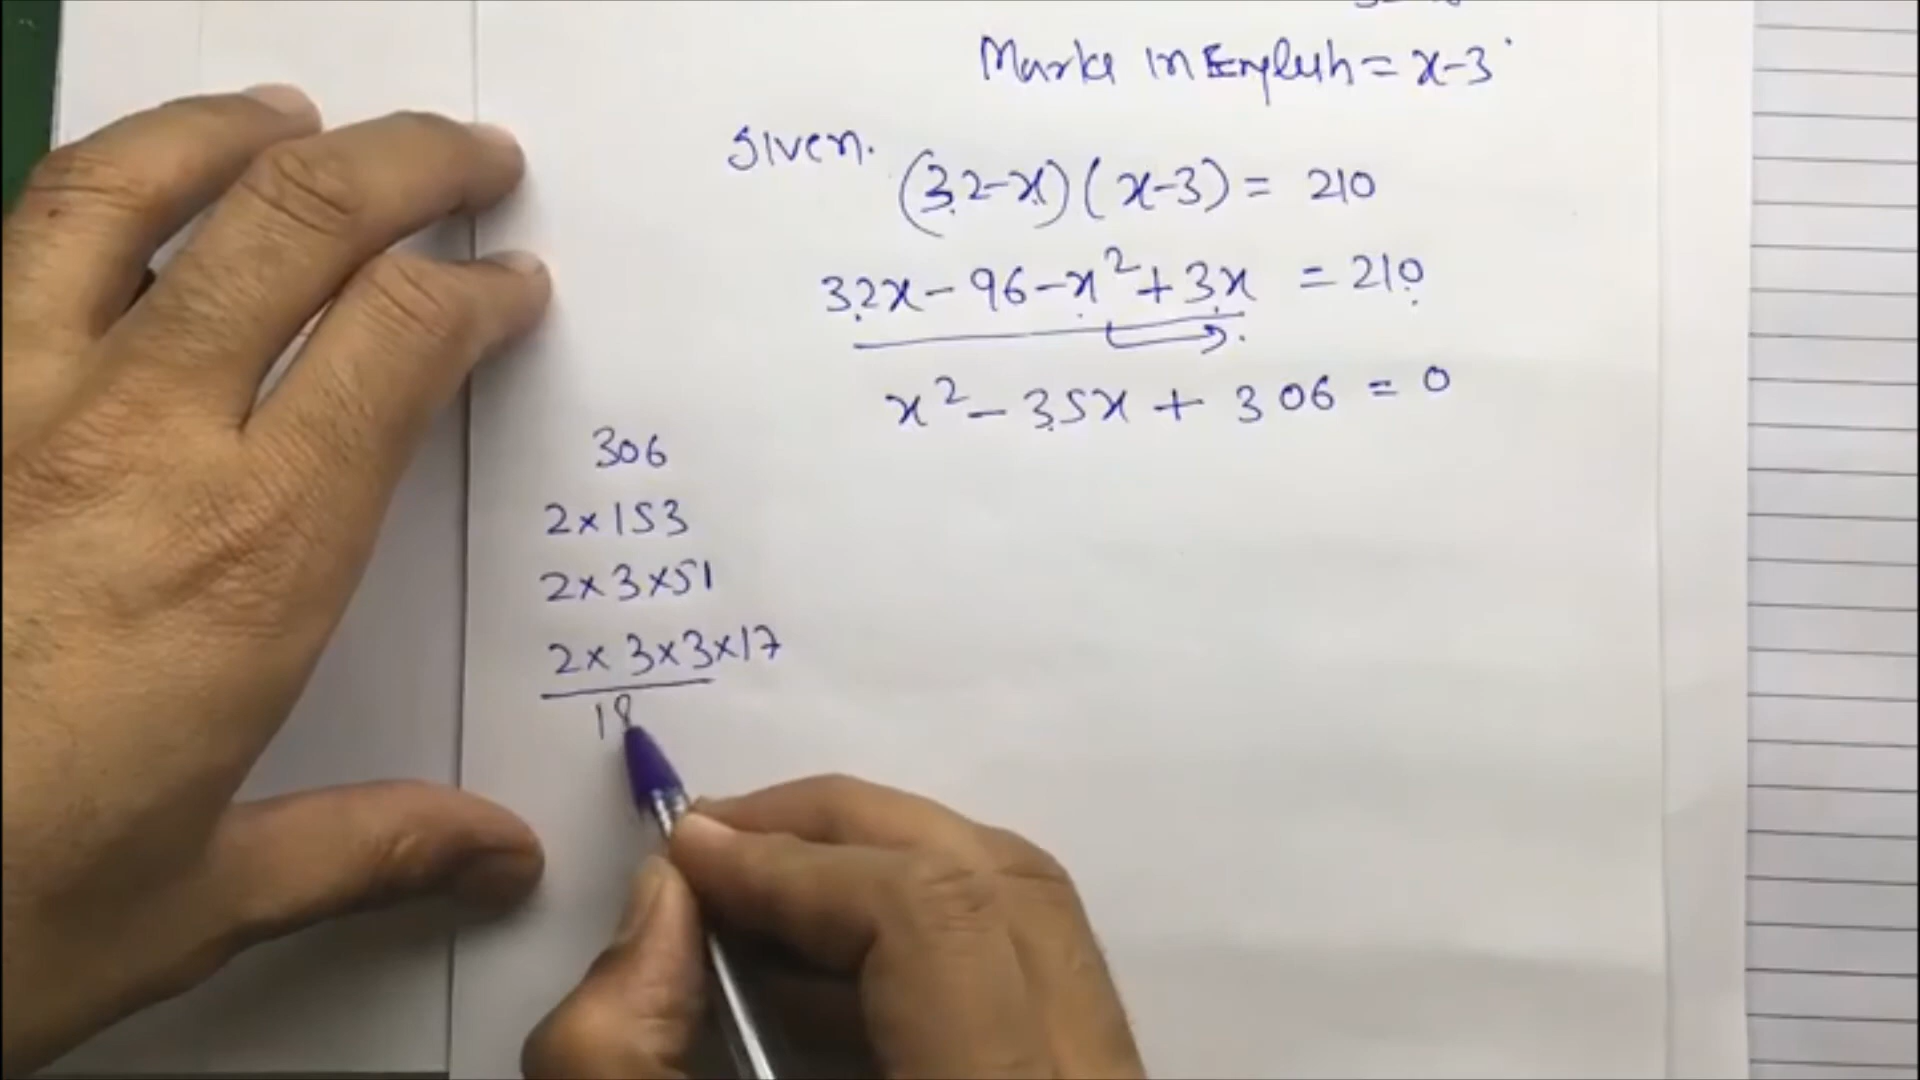 Marks in English = x-3
Given.
(32-x)(x-3) = 210
32x - 96 - x² + 3x = 210
x² - 35x + 306 = 0
306
2×153
2×3×51
2×3×3×17
18